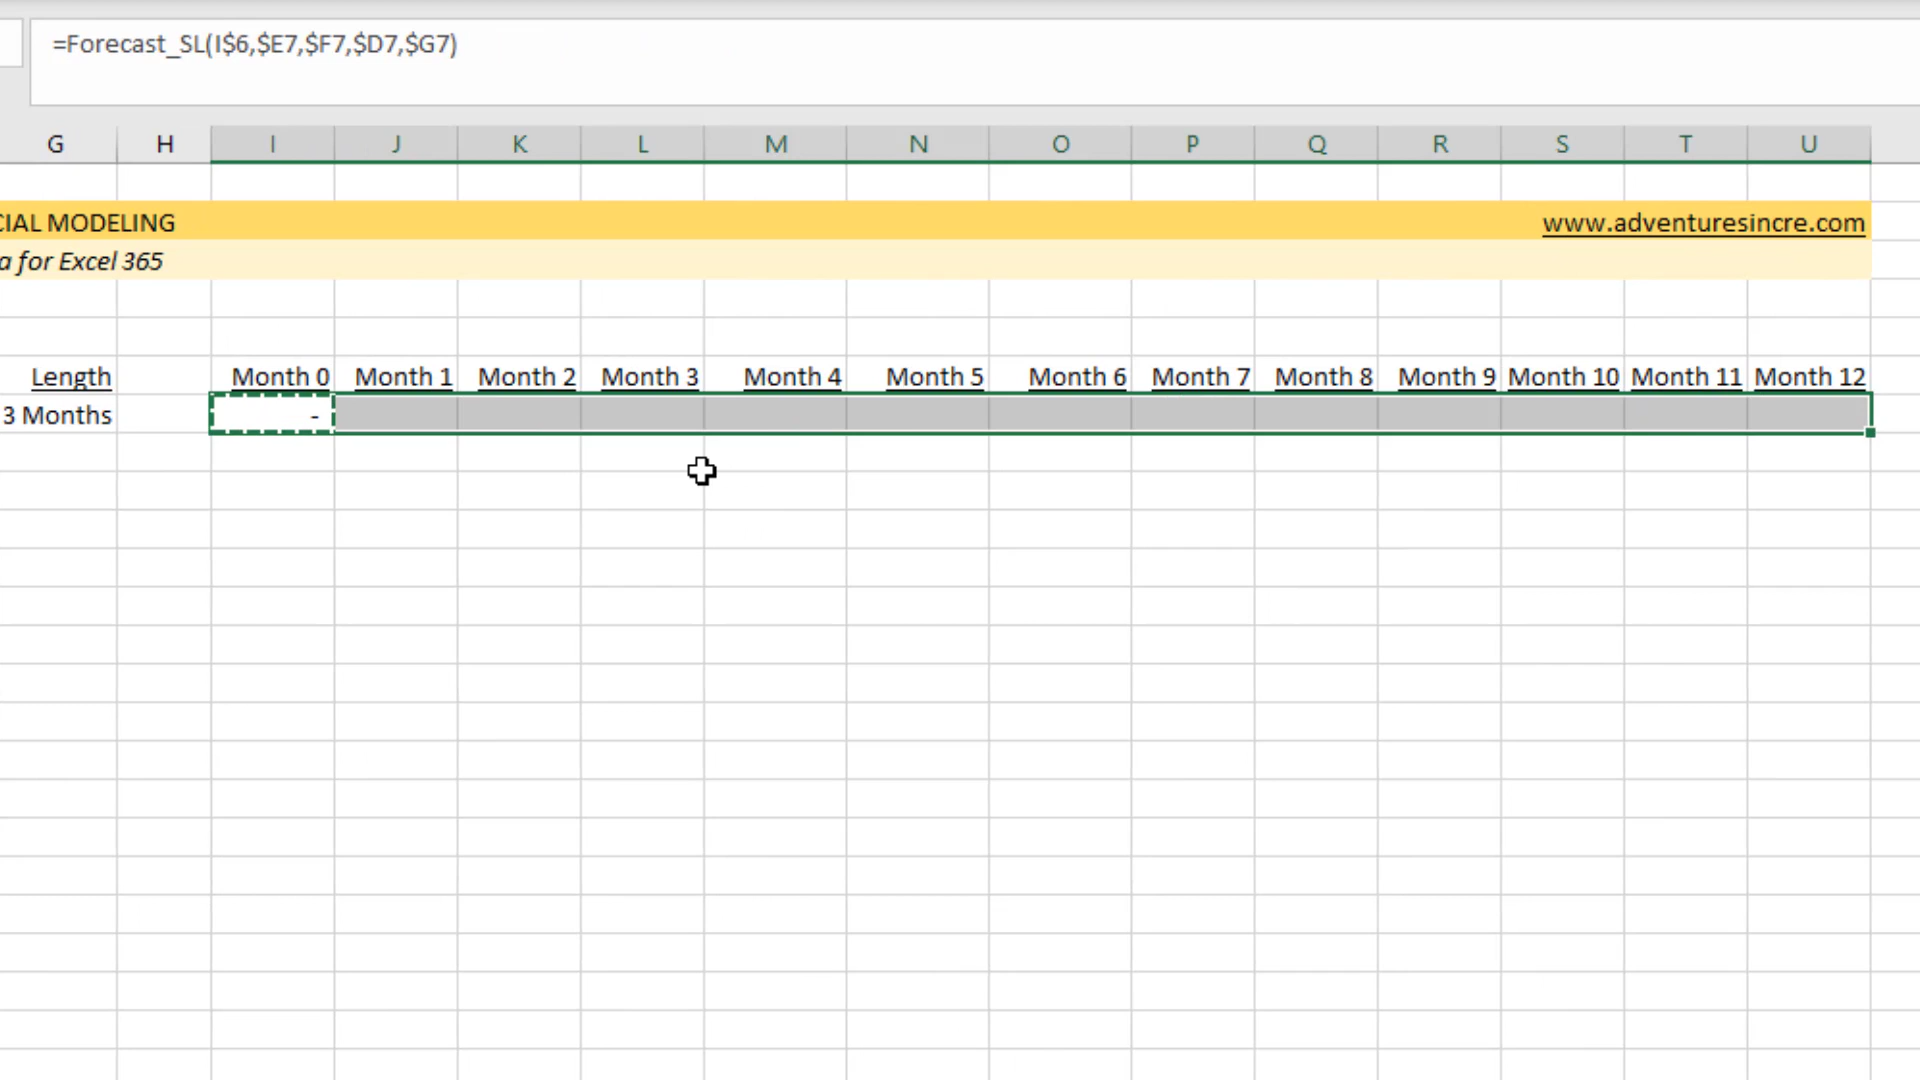 =Forecast_SL(I$6,$E7,$F7,$D7,$G7)
G H I J K L M N O P Q R S T U
CIAL MODELING www.adventuresincre.com
a for Excel 365
Length Month 0 Month 1 Month 2 Month 3 Month 4 Month 5 Month 6 Month 7 Month 8 Month 9 Month 10 Month 11 Month 12
3 Months -